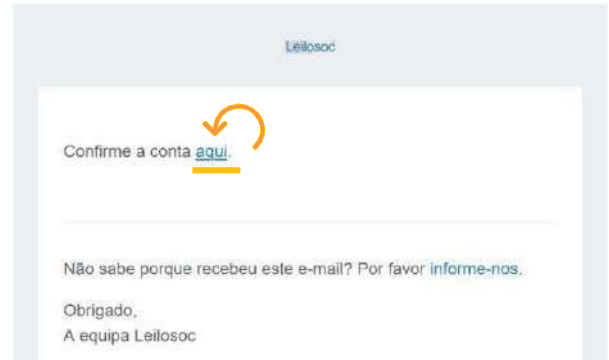 Leilosoc
Confirme a conta aqui.
Não sabe porque recebeu este e-mail? Por favor informe-nos.
Obrigado,
A equipa Leilosoc